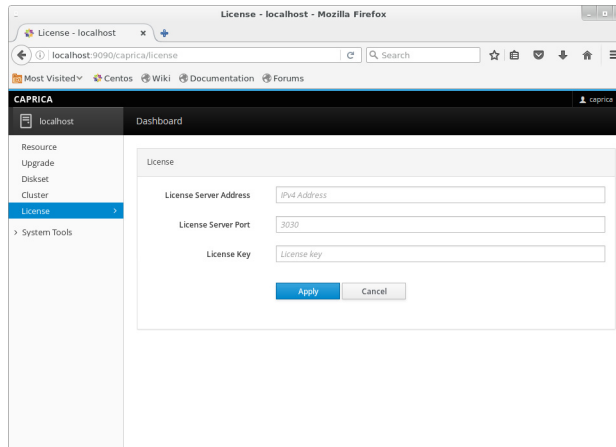 License - localhost - Mozilla Firefox
License - localhost
localhost:9090/caprica/license
Search
Most Visited
Centos
Wiki
Documentation
Forums
CAPRICA
caprica
localhost
Dashboard
Resource
Upgrade
Diskset
Cluster
License
System Tools
License
License Server Address
IPv4 Address
License Server Port
3030
License Key
License key
Apply
Cancel